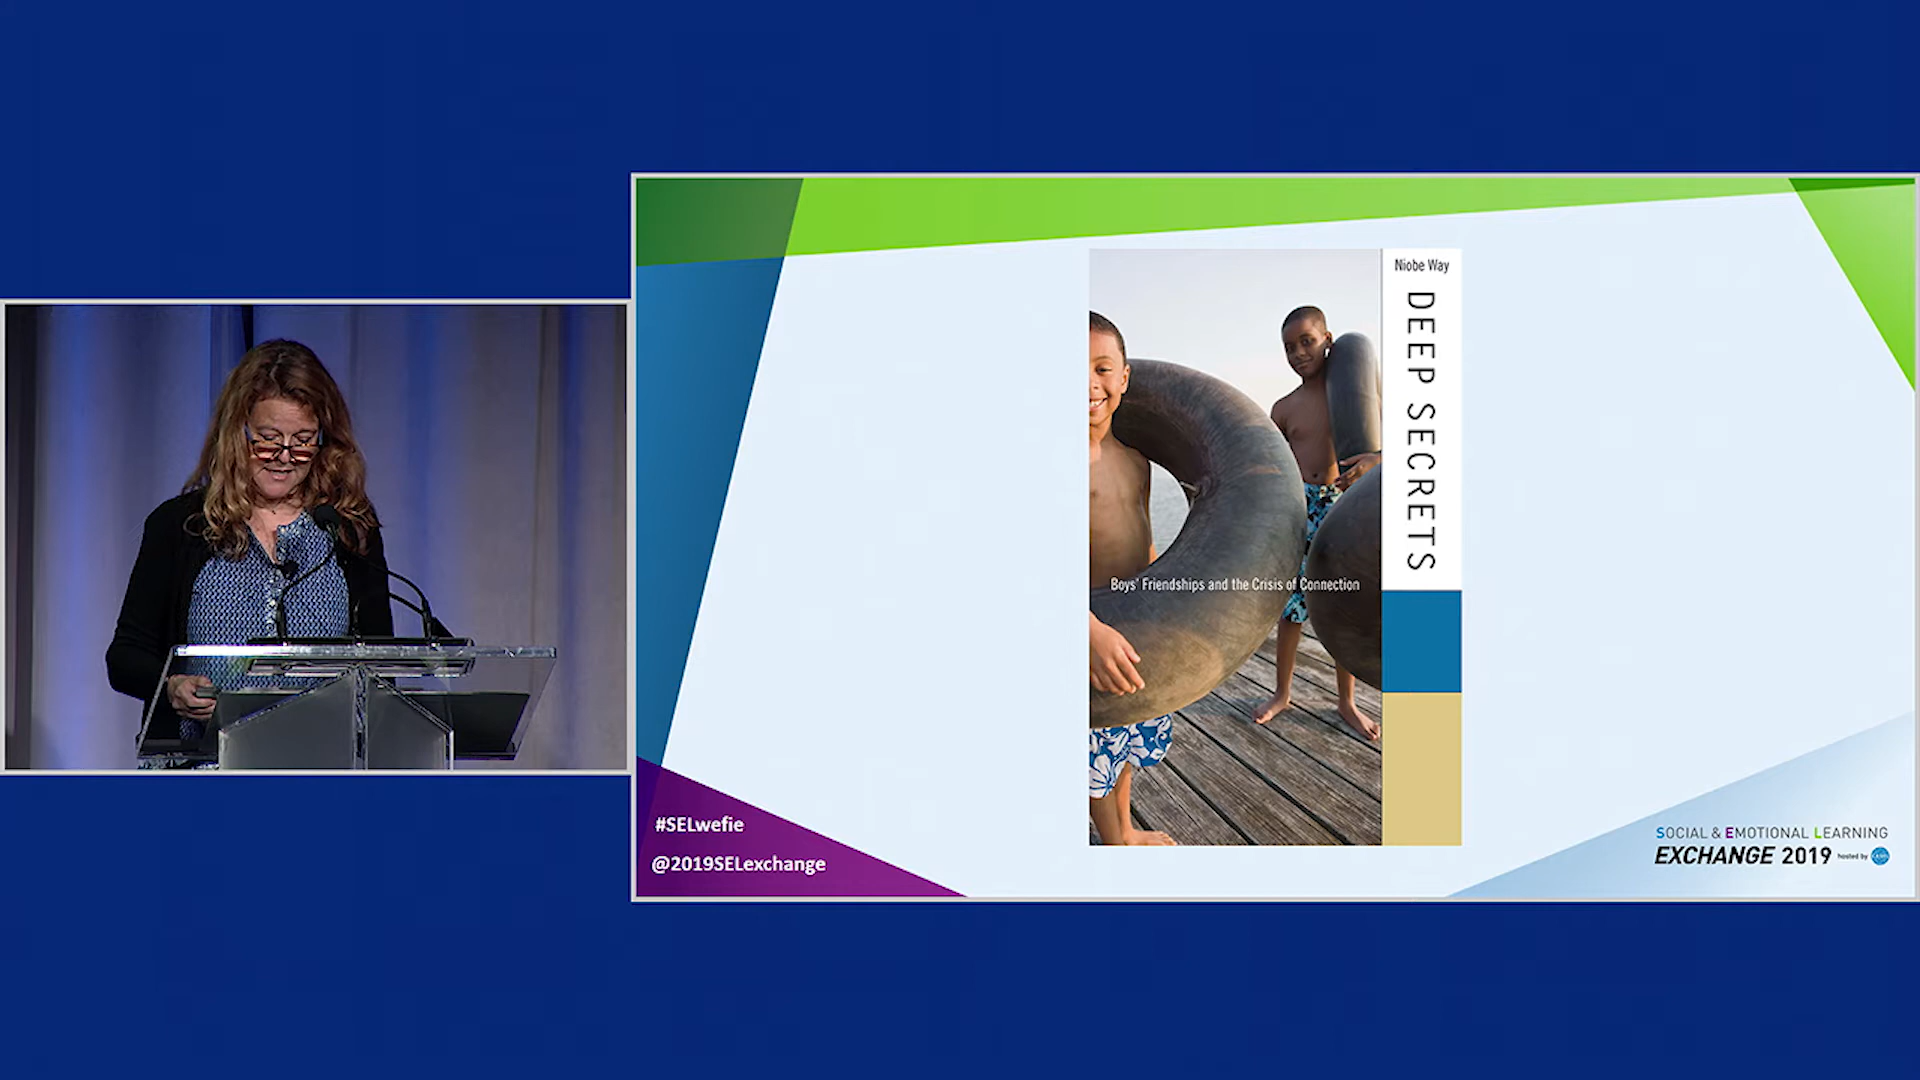 Niobe Way
DEEP SECRETS
Boys' Friendships and the Crisis of Connection
#SELwefie
@2019SELexchange
SOCIAL & EMOTIONAL LEARNING
EXCHANGE 2019 hosted by